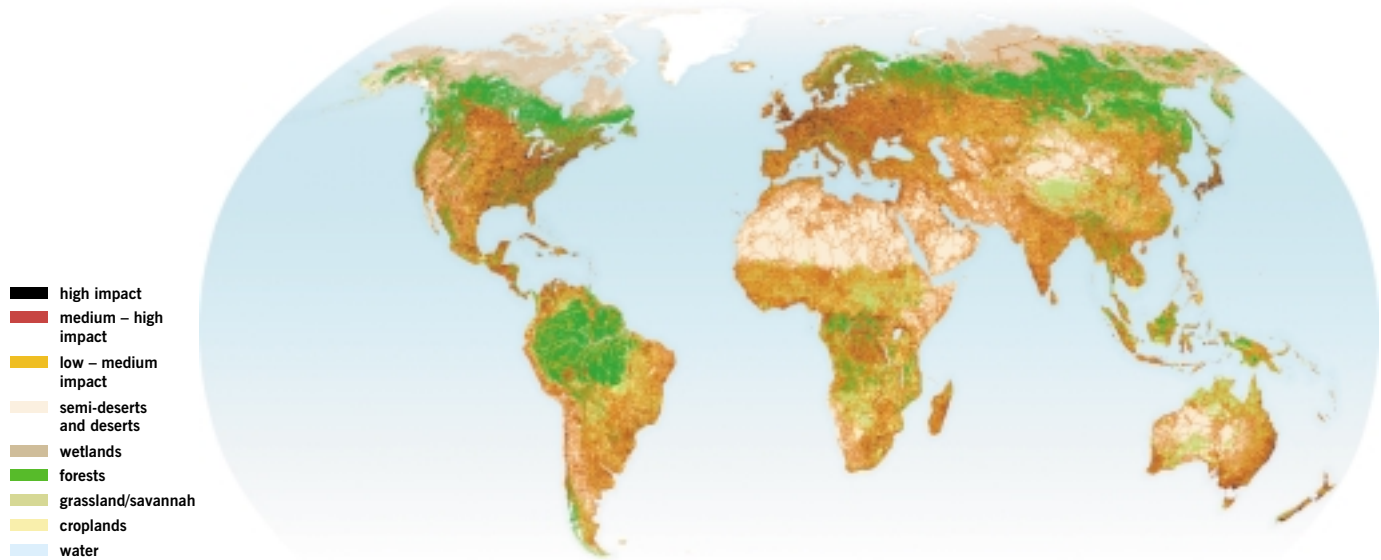 high impact
medium – high
impact
low – medium
impact
semi-deserts
and deserts
wetlands
forests
grassland/savannah
croplands
water